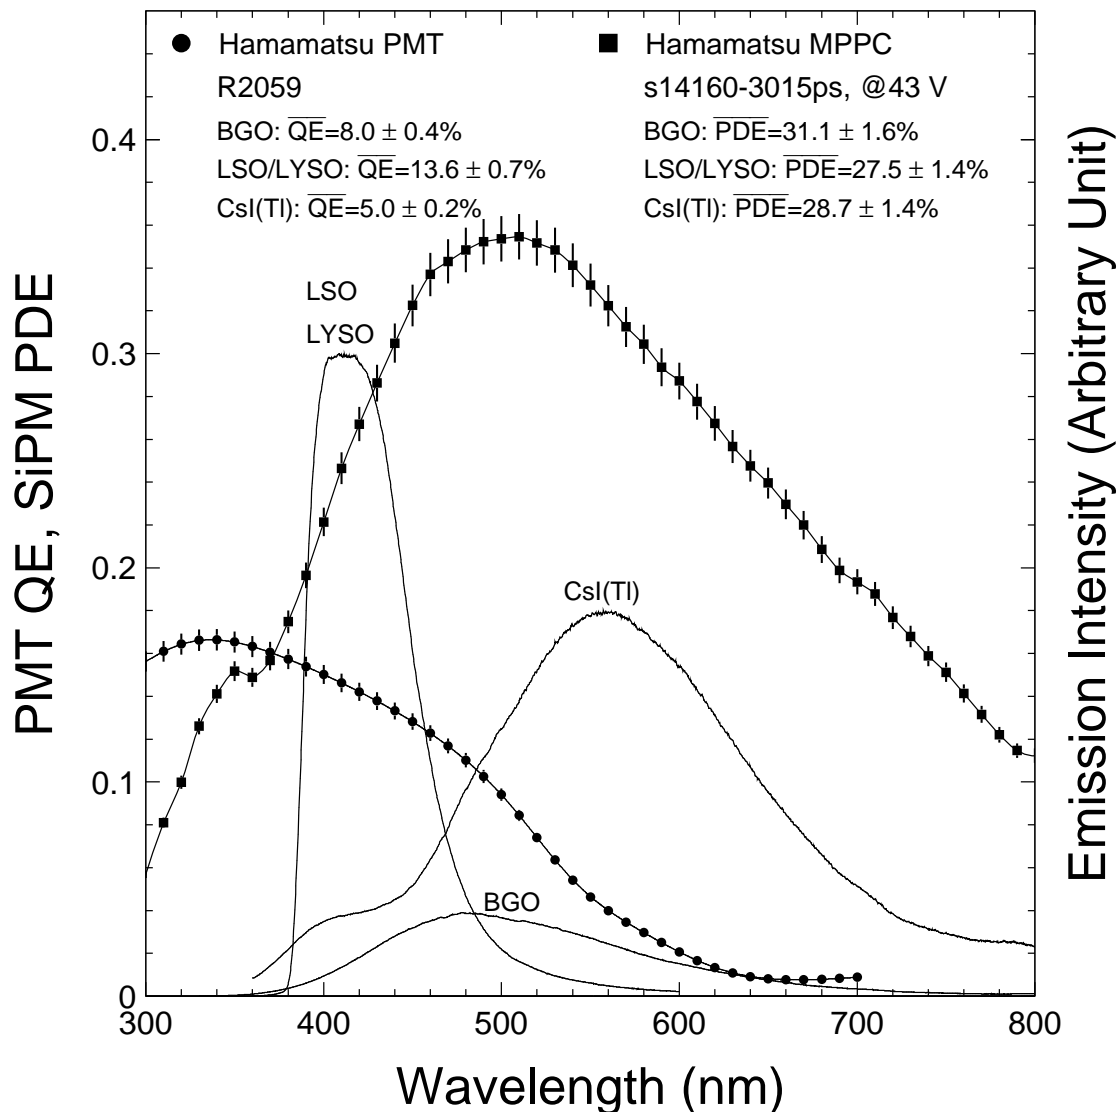 Hamamatsu PMT
R2059
BGO: QE=8.0 ± 0.4%
LSO/LYSO: QE=13.6 ± 0.7%
CsI(Tl): QE=5.0 ± 0.2%
Hamamatsu MPPC
s14160-3015ps, @43 V
BGO: PDE=31.1 ± 1.6%
LSO/LYSO: PDE=27.5 ± 1.4%
CsI(Tl): PDE=28.7 ± 1.4%
PMT QE, SiPM PDE
Emission Intensity (Arbitrary Unit)
0.4
0.3
0.2
0.1
0
LSO
LYSO
CsI(Tl)
BGO
300 400 500 600 700 800
Wavelength (nm)